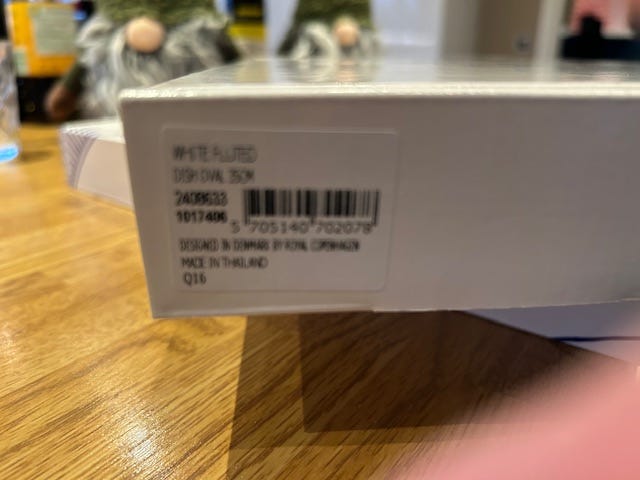 WHITE FLUTED
DISH OVAL 35CM
2408633
1017406
5 705140 702078
DESIGNED IN DENMARK BY ROYAL COPENHAGEN
MADE IN THAILAND
Q16